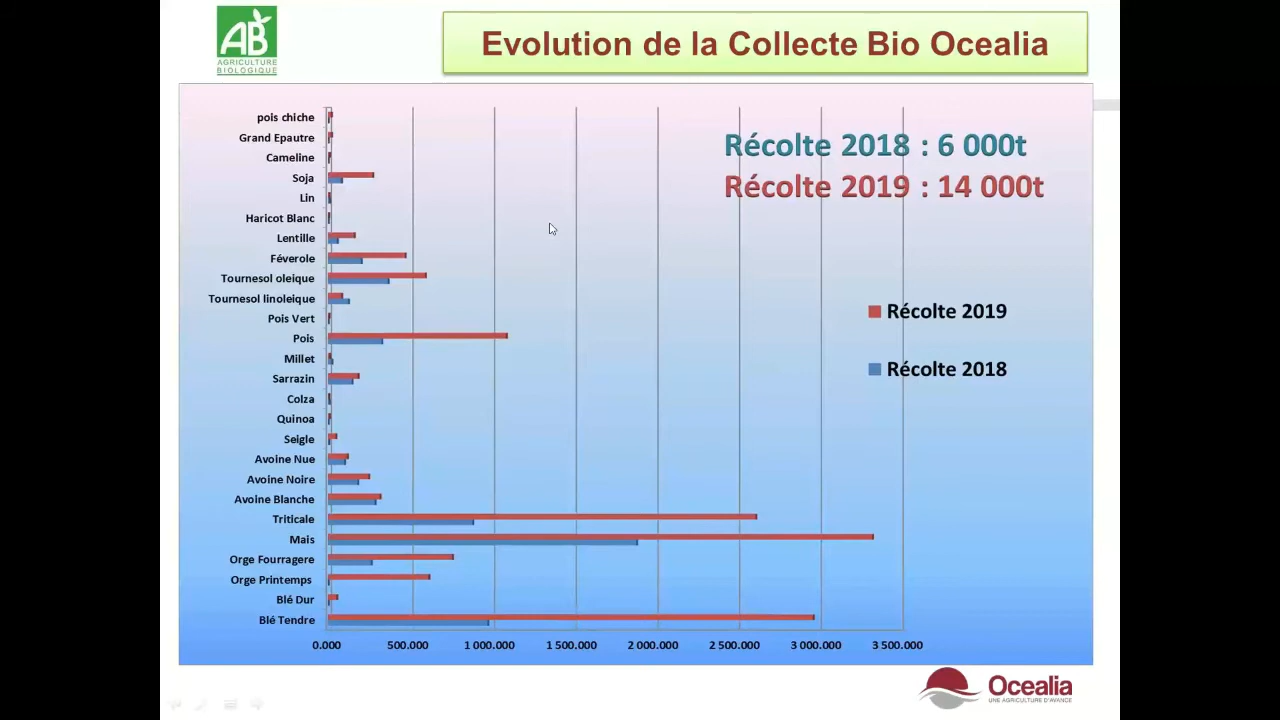 AB
AGRICULTURE
BIOLOGIQUE
Evolution de la Collecte Bio Ocealia
Récolte 2018 : 6 000t
Récolte 2019 : 14 000t
pois chiche
Grand Epautre
Cameline
Soja
Lin
Haricot Blanc
Lentille
Féverole
Tournesol oleique
Tournesol linoleique
Pois Vert
Pois
Millet
Sarrazin
Colza
Quinoa
Seigle
Avoine Nue
Avoine Noire
Avoine Blanche
Triticale
Mais
Orge Fourragere
Orge Printemps
Blé Dur
Blé Tendre
Récolte 2019
Récolte 2018
0.000 500.000 1 000.000 1 500.000 2 000.000 2 500.000 3 000.000 3 500.000
Ocealia
UNE AGRICULTURE D'AVANCE